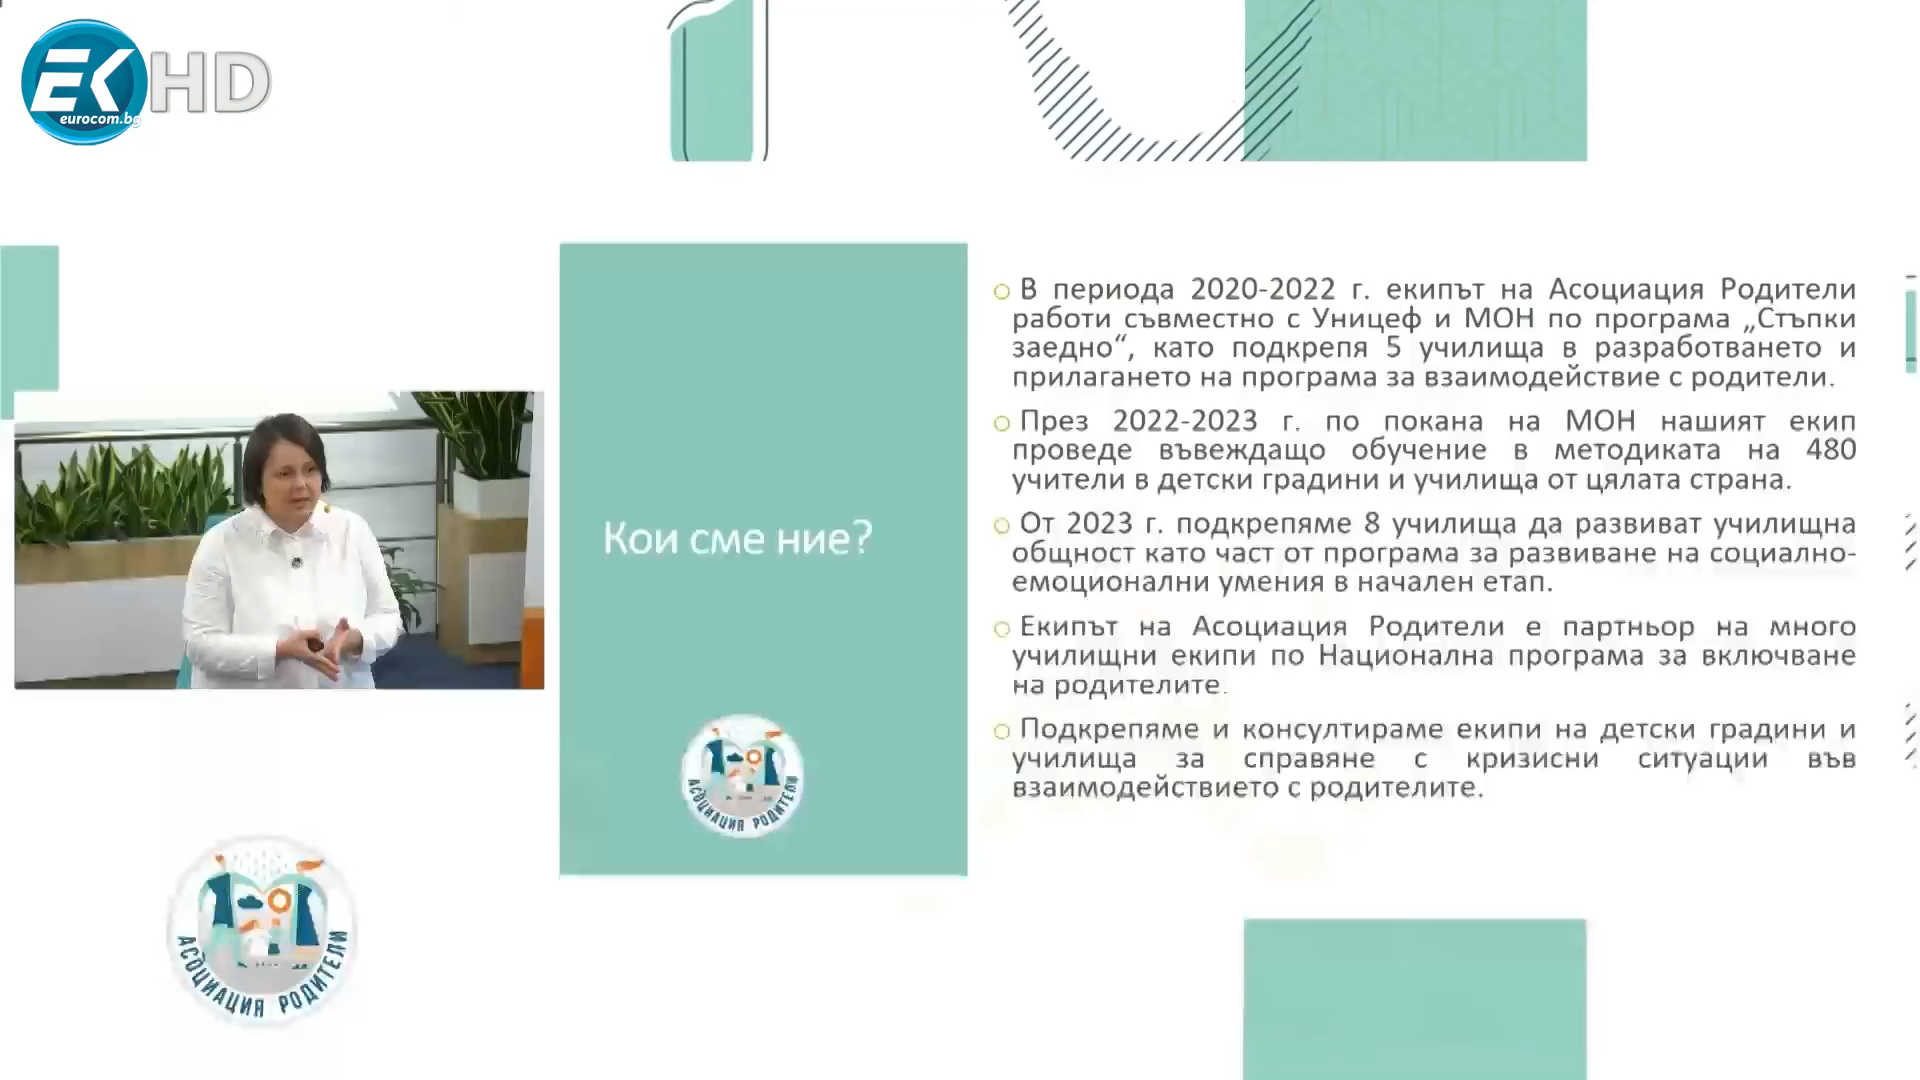 EK HD
eurocom.bg
Кои сме ние?
АСОЦИАЦИЯ РОДИТЕЛИ
В периода 2020-2022 г. екипът на Асоциация Родители
работи съвместно с Уницеф и МОН по програма „Стъпки
заедно“, като подкрепя 5 училища в разработването и
прилагането на програма за взаимодействие с родители.
През 2022-2023 г. по покана на МОН нашият екип
проведе въвеждащо обучение в методиката на 480
учители в детски градини и училища от цялата страна.
От 2023 г. подкрепяме 8 училища да развиват училищна
общност като част от програма за развиване на социално-
емоционални умения в начален етап.
Екипът на Асоциация Родители е партньор на много
училищни екипи по Национална програма за включване
на родителите.
Подкрепяме и консултираме екипи на детски градини и
училища за справяне с кризисни ситуации във
взаимодействието с родителите.
АСОЦИАЦИЯ РОДИТЕЛИ